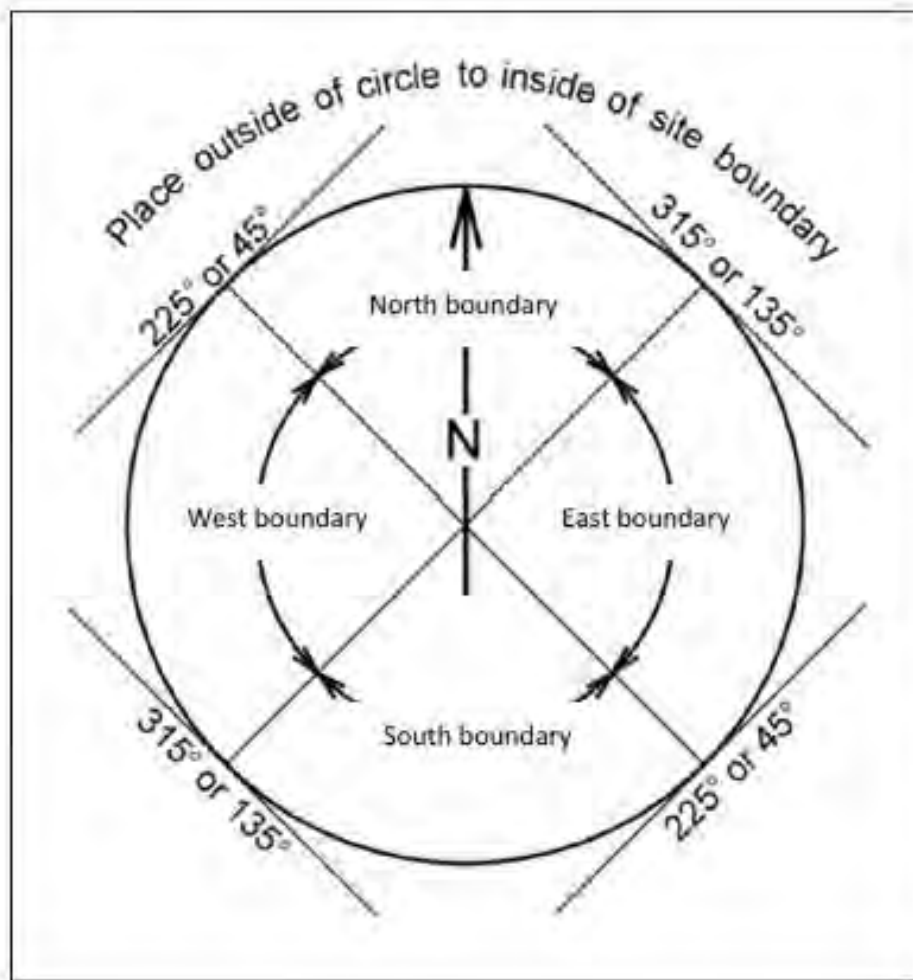 Place outside of circle to inside of site boundary
225° or 45°
315° or 135°
North boundary
N
West boundary
East boundary
South boundary
315° or 135°
225° or 45°